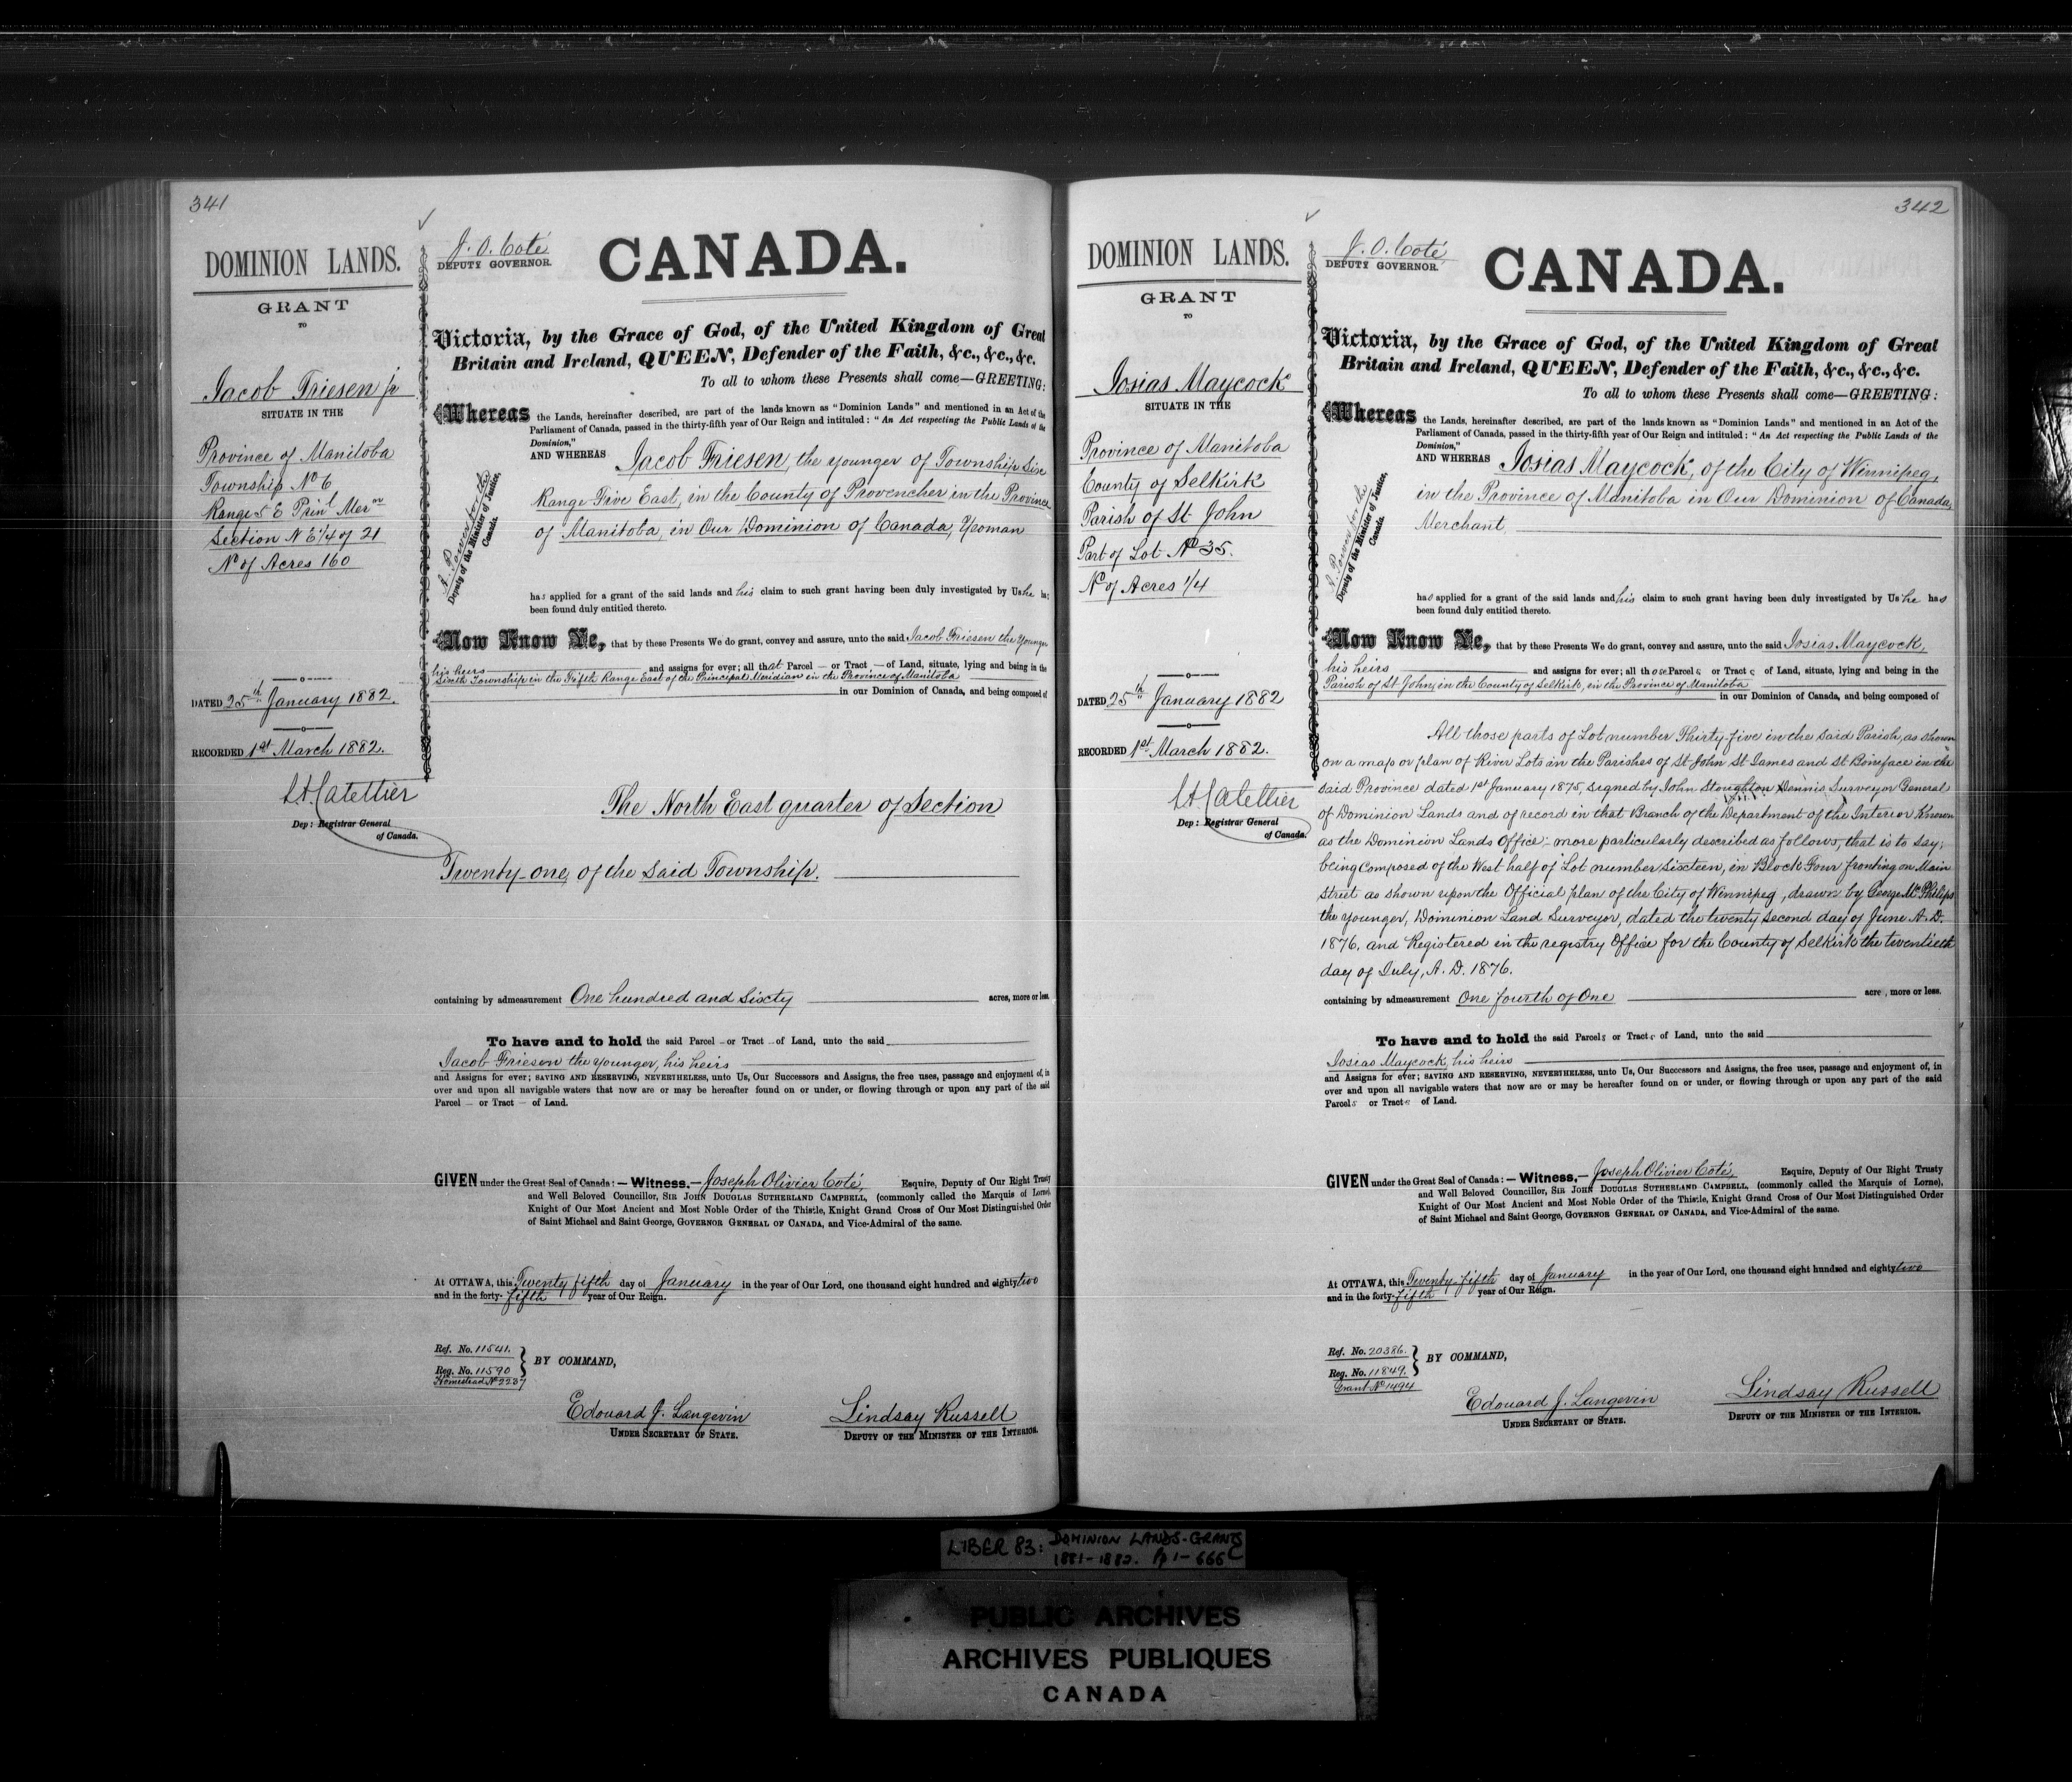 341
DOMINION LANDS.
GRANT
TO
Jacob Friesen jr
SITUATE IN THE
Province of Manitoba
Township No 6
Range 5 E Prinl Mern
Section N E 1/4 of 21
No of Acres 160
DATED 25th January 1882.
RECORDED 1st March 1882.
L A Catellier
Dep: Registrar General
of Canada.
J. O. Coté
DEPUTY GOVERNOR.
CANADA.
Victoria, by the Grace of God, of the United Kingdom of Great
Britain and Ireland, QUEEN, Defender of the Faith, &c., &c., &c.
To all to whom these Presents shall come—GREETING:
Whereas the Lands, hereinafter described, are part of the lands known as "Dominion Lands" and mentioned in an Act of the
Parliament of Canada, passed in the thirty-fifth year of Our Reign and intituled: "An Act respecting the Public Lands of the
Dominion,"
AND WHEREAS Jacob Friesen, the younger of Township Six
Range Five East, in the County of Provencher in the Province
of Manitoba, in Our Dominion of Canada, Yeoman
A. Power for the
Deputy of the Minister of Justice,
Canada.
has applied for a grant of the said lands and his claim to such grant having been duly investigated by Us he has
been found duly entitled thereto.
Now Know Ye, that by these Presents We do grant, convey and assure, unto the said Jacob Friesen the Younger
his heirs and assigns for ever; all that Parcel — or Tract — of Land, situate, lying and being in the
Sixth Township in the Fifth Range East of the Principal Meridian in the Province of Manitoba
in our Dominion of Canada, and being composed of
The North East quarter of Section
Twenty-one, of the said Township.
containing by admeasurement One hundred and Sixty acres, more or less.
To have and to hold the said Parcel — or Tract — of Land, unto the said
Jacob Friesen the younger, his heirs
and Assigns for ever; SAVING AND RESERVING, NEVERTHELESS, unto Us, Our Successors and Assigns, the free uses, passage and enjoyment of, in
over and upon all navigable waters that now are or may be hereafter found on or under, or flowing through or upon any part of the said
Parcel — or Tract — of Land.
GIVEN under the Great Seal of Canada:—Witness,—Joseph Olivier Coté, Esquire, Deputy of Our Right Trusty
and Well Beloved Councillor, SIR JOHN DOUGLAS SUTHERLAND CAMPBELL, (commonly called the Marquis of Lorne),
Knight of Our Most Ancient and Most Noble Order of the Thistle, Knight Grand Cross of Our Most Distinguished Order
of Saint Michael and Saint George, GOVERNOR GENERAL OF CANADA, and Vice-Admiral of the same.
At OTTAWA, this Twenty fifth day of January in the year of Our Lord, one thousand eight hundred and eighty two
and in the forty-fifth year of Our Reign.
Ref. No. 11541.
Reg. No. 11590
Homestead No 2237
BY COMMAND,
Edouard J. Langevin
UNDER SECRETARY OF STATE.
Lindsay Russell
DEPUTY OF THE MINISTER OF THE INTERIOR.
342
DOMINION LANDS.
GRANT
TO
Josias Maycock
SITUATE IN THE
Province of Manitoba
County of Selkirk
Parish of St John
Part of Lot No 35.
No of Acres 1/4
DATED 25th January 1882
RECORDED 1st March 1882.
L A Catellier
Dep: Registrar General
of Canada.
J. O. Coté
DEPUTY GOVERNOR.
CANADA.
Victoria, by the Grace of God, of the United Kingdom of Great
Britain and Ireland, QUEEN, Defender of the Faith, &c., &c., &c.
To all to whom these Presents shall come—GREETING:
Whereas the Lands, hereinafter described, are part of the lands known as "Dominion Lands" and mentioned in an Act of the
Parliament of Canada, passed in the thirty-fifth year of Our Reign and intituled: "An Act respecting the Public Lands of the
Dominion,"
AND WHEREAS Josias Maycock, of the City of Winnipeg,
in the Province of Manitoba in Our Dominion of Canada,
Merchant
A. Power for the
Deputy of the Minister of Justice,
Canada.
has applied for a grant of the said lands and his claim to such grant having been duly investigated by Us he has
been found duly entitled thereto.
Now Know Ye, that by these Presents We do grant, convey and assure, unto the said Josias Maycock,
his heirs and assigns for ever; all those Parcels or Tracts of Land, situate, lying and being in the
Parish of St John, in the County of Selkirk, in the Province of Manitoba
in our Dominion of Canada, and being composed of
All those parts of Lot number Thirty-five in the said Parish, as shown
on a map or plan of River Lots in the Parishes of St John St James and St Boniface in the
said Province dated 1st January 1875, signed by John Stoughton Dennis Surveyor General
of Dominion Lands and of record in that Branch of the Department of the Interior Known
as the Dominion Lands Office;—more particularly described as follows, that is to say;
being composed of the West half of Lot number Sixteen, in Block Four fronting on Main
Street as shown upon the Official plan of the City of Winnipeg, drawn by George McPhilips
the younger, Dominion Land Surveyor, dated the twenty second day of June A. D.
1876, and Registered in the registry Office for the County of Selkirk the twentieth
day of July, A. D. 1876.
containing by admeasurement One fourth of One acre, more or less.
To have and to hold the said Parcels or Tracts of Land, unto the said
Josias Maycock, his heirs
and Assigns for ever; SAVING AND RESERVING, NEVERTHELESS, unto Us, Our Successors and Assigns, the free uses, passage and enjoyment of, in
over and upon all navigable waters that now are or may be hereafter found on or under, or flowing through or upon any part of the said
Parcels or Tracts of Land.
GIVEN under the Great Seal of Canada:—Witness,—Joseph Olivier Coté, Esquire, Deputy of Our Right Trusty
and Well Beloved Councillor, SIR JOHN DOUGLAS SUTHERLAND CAMPBELL, (commonly called the Marquis of Lorne),
Knight of Our Most Ancient and Most Noble Order of the Thistle, Knight Grand Cross of Our Most Distinguished Order
of Saint Michael and Saint George, GOVERNOR GENERAL OF CANADA, and Vice-Admiral of the same.
At OTTAWA, this Twenty-fifth day of January in the year of Our Lord, one thousand eight hundred and eighty two
and in the forty-fifth year of Our Reign.
Ref. No. 20386.
Reg. No. 11849.
Grant No 1494
BY COMMAND,
Edouard J. Langevin
UNDER SECRETARY OF STATE.
Lindsay Russell
DEPUTY OF THE MINISTER OF THE INTERIOR.
LIBER 83: DOMINION LANDS-GRANTS
1881-1882. Pp 1-666
PUBLIC ARCHIVES
ARCHIVES PUBLIQUES
CANADA